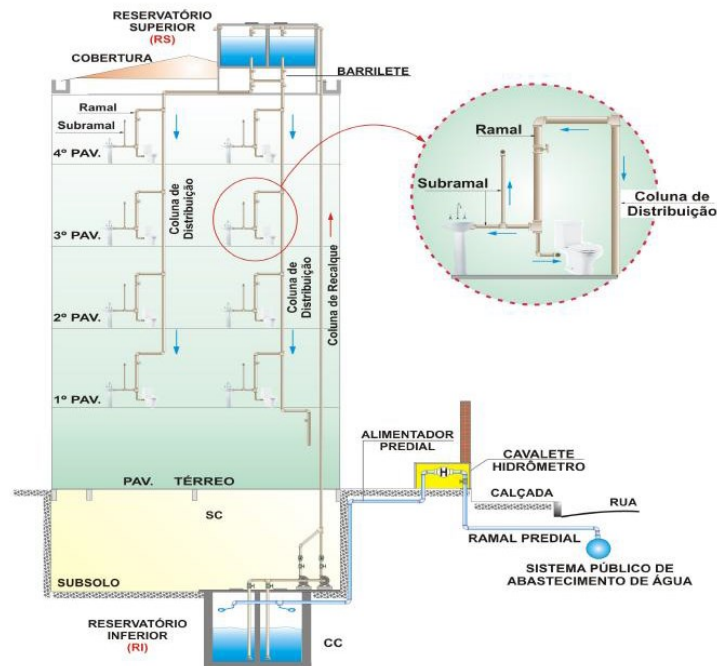 RESERVATÓRIO
SUPERIOR
(RS)
COBERTURA
BARRILETE
Ramal
Subramal
4º PAV.
Coluna de
Distribuição
3º PAV.
Coluna de
Distribuição
Coluna de Recalque
2º PAV.
1º PAV.
Ramal
Subramal
Coluna de
Distribuição
ALIMENTADOR
PREDIAL
H
CAVALETE
HIDRÔMETRO
PAV. TÉRREO
CALÇADA
RUA
SC
RAMAL PREDIAL
SUBSOLO
SISTEMA PÚBLICO DE
ABASTECIMENTO DE ÁGUA
RESERVATÓRIO
INFERIOR
(RI)
CC